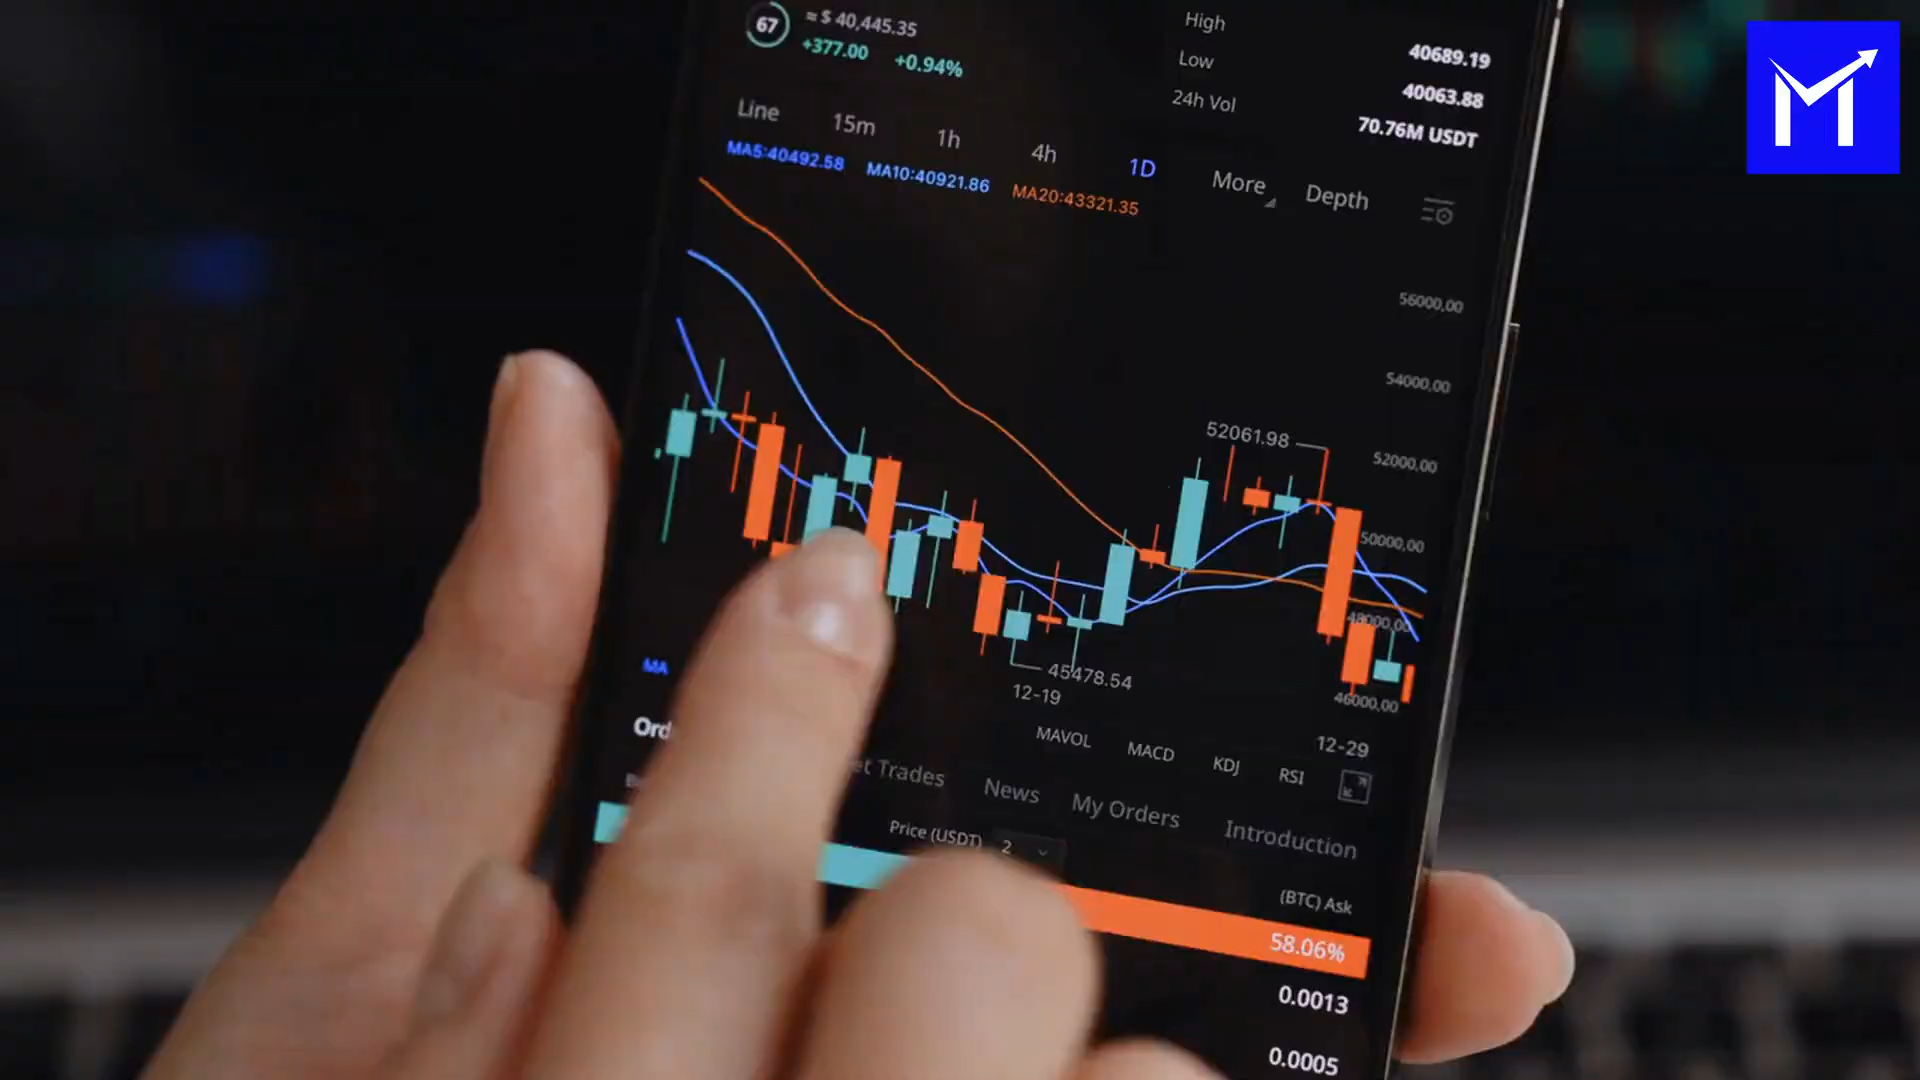 67
≈ $ 40,445.35
+377.00 +0.94%
High 40689.19
Low 40063.88
24h Vol 70.76M USDT
Line 15m 1h 4h 1D More Depth
MA5:40492.58 MA10:40921.86 MA20:43321.35
56000,00
54000,00
52061.98
52000,00
50000,00
48000,00
45478.54
46000,00
12-19
12-29
MA
MAVOL MACD KDJ RSI
Trades News My Orders Introduction
Price (USDT) 2
(BTC) Ask
58.06%
0.0013
0.0005